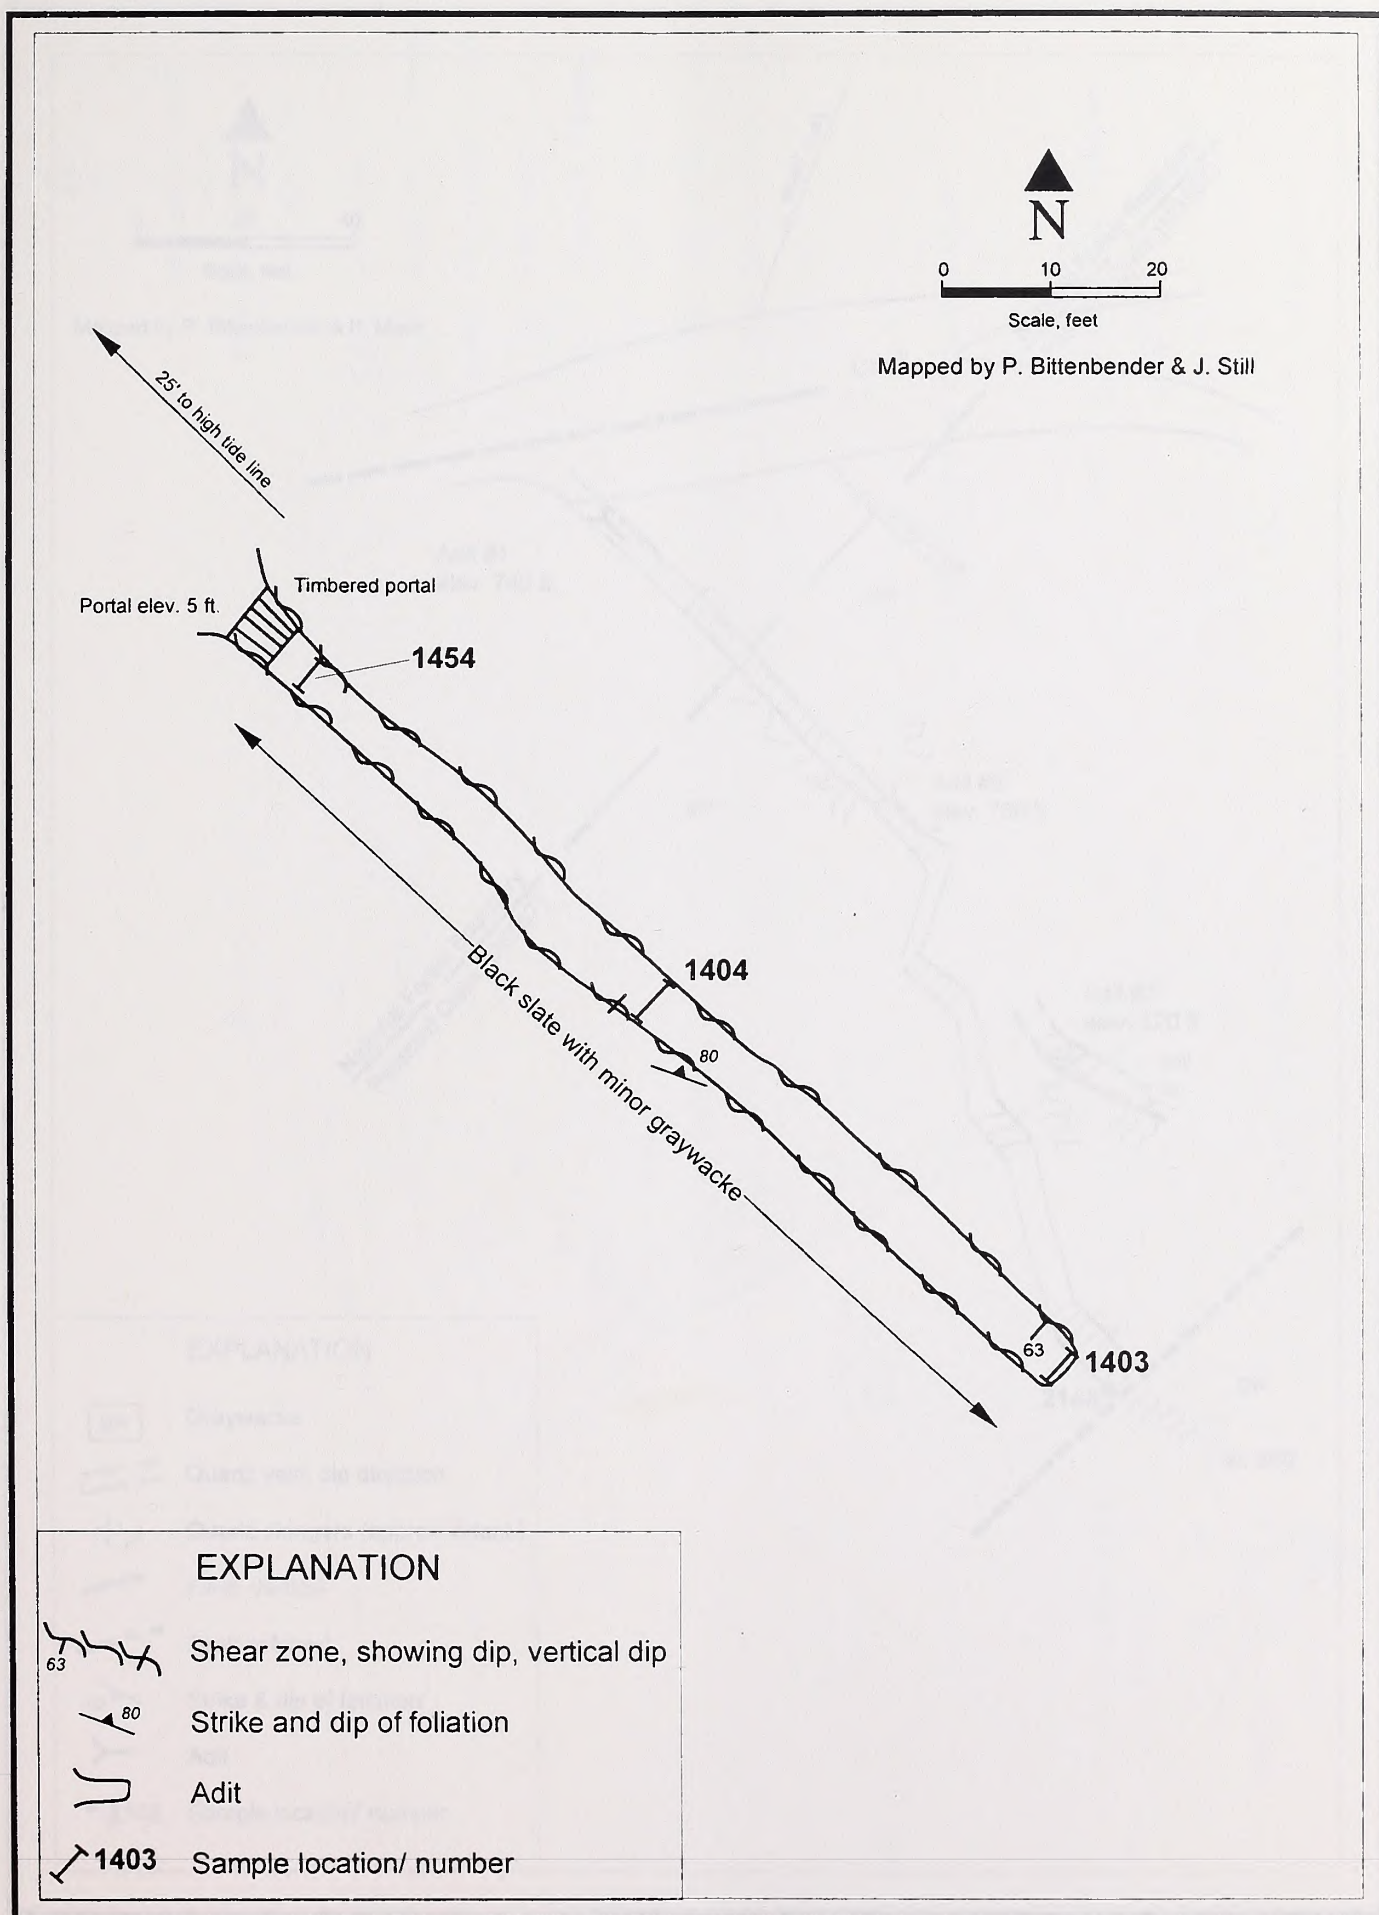 N
0 10 20
Scale, feet
Mapped by P. Bittenbender & J. Still
25' to high tide line
Timbered portal
Portal elev. 5 ft.
1454
1404
Black slate with minor graywacke
80
63
1403
EXPLANATION
63
Shear zone, showing dip, vertical dip
80
Strike and dip of foliation
Adit
1403 Sample location/ number